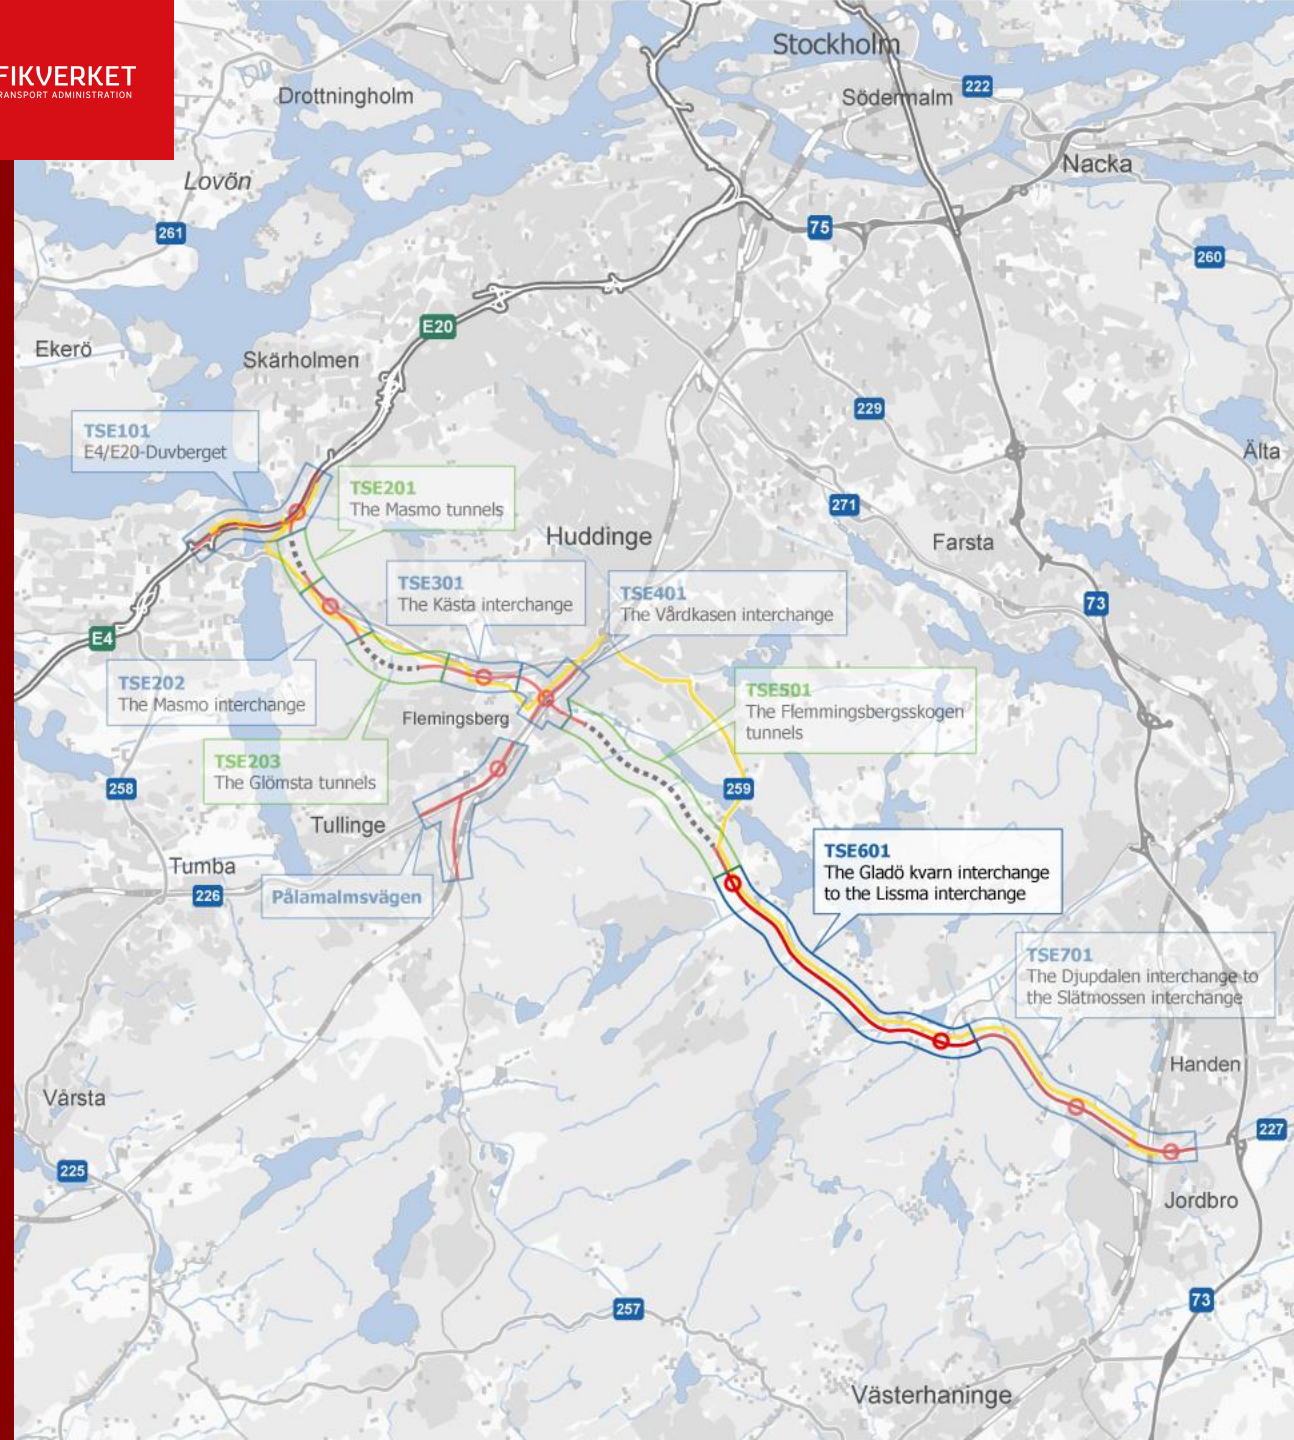 FIKVERKET
RANSPORT ADMINISTRATION
Stockholm
Drottningholm
Södermalm
222
Nacka
Lovön
261
75
260
E20
Ekerö
Skärholmen
229
TSE101
E4/E20-Duvberget
Älta
TSE201
The Masmo tunnels
271
Huddinge
Farsta
TSE301
The Kästa interchange
TSE401
The Vårdkasen interchange
73
E4
TSE202
The Masmo interchange
TSE501
The Flemmingsbergsskogen
tunnels
Flemingsberg
TSE203
The Glömsta tunnels
258
259
Tullinge
TSE601
The Gladö kvarn interchange
to the Lissma interchange
Tumba
226
Pålamalmsvägen
TSE701
The Djupdalen interchange to
the Slätmossen interchange
Handen
Vårsta
227
225
Jordbro
73
257
Västerhaninge